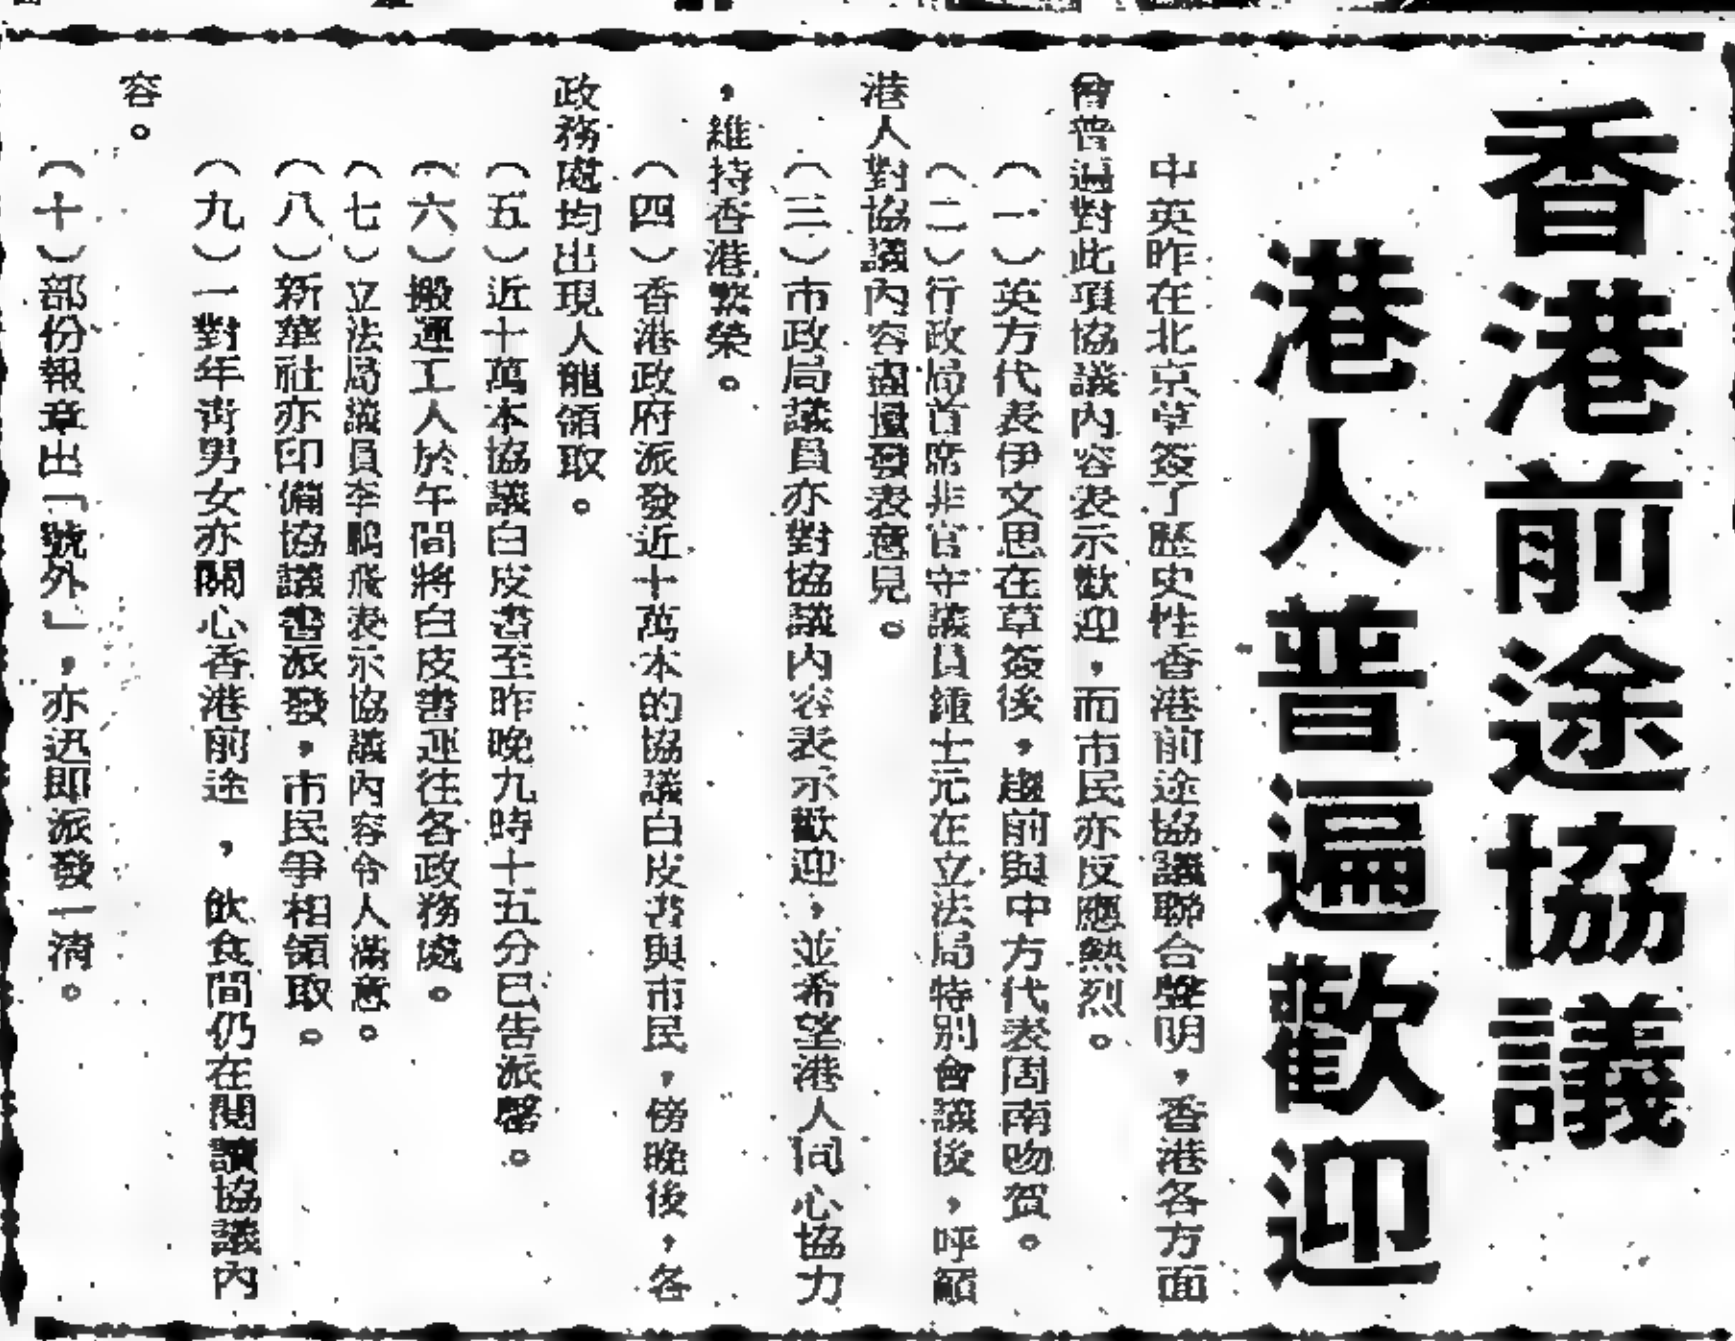 香港前途協議
港人普遍歡迎
中英昨在北京草簽了歷史性香港前途協議聯合聲明，香港各方面
曾普遍對此項協議內容表示歡迎，而市民亦反應熱烈。
（一）英方代表伊文思在草簽後，趨前與中方代表周南吻賀。
（二）行政局首席非官守議員鍾士元在立法局特別會議後，呼籲
港人對協議內容盡量發表意見。
（三）市政局議員亦對協議內容表示歡迎，並希望港人同心協力
，維持香港繁榮。
（四）香港政府派發近十萬本的協議白皮書與市民，傍晚後，各
政務處均出現人龍領取。
（五）近十萬本協議白皮書至昨晚九時十五分已告派罄。
（六）搬運工人於午間將白皮書運往各政務處。
（七）立法局議員李鵬飛表示協議內容令人滿意。
（八）新華社亦印備協議書派發，市民爭相領取。
（九）一對年青男女亦關心香港前途，飲食間仍在閱讀協議內
容。
（十）部份報章出「號外」，亦迅即派發一清。